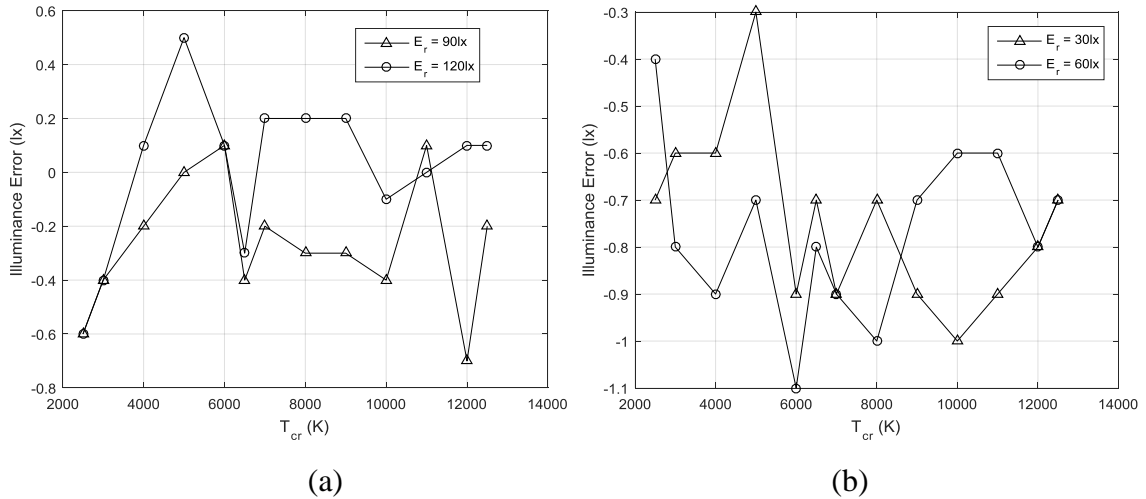 0.6
0.4
0.2
0
-0.2
-0.4
-0.6
-0.8
Illuminance Error (lx)
2000 4000 6000 8000 10000 12000 14000
T_cr (K)
E_r = 90lx
E_r = 120lx
(a)
-0.3
-0.4
-0.5
-0.6
-0.7
-0.8
-0.9
-1
-1.1
Illuminance Error (lx)
2000 4000 6000 8000 10000 12000 14000
T_cr (K)
E_r = 30lx
E_r = 60lx
(b)